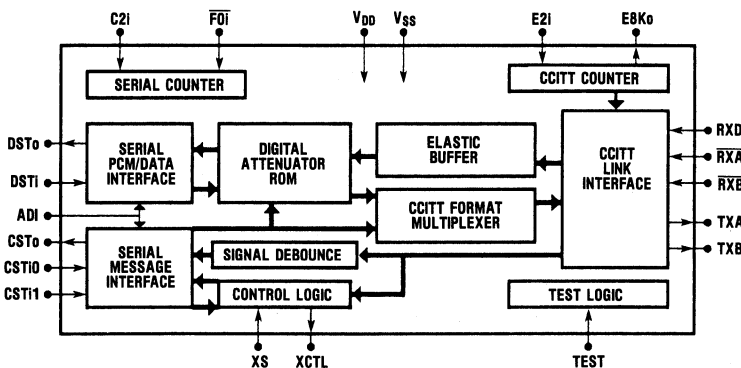 C2i F0i VDD VSS E2i E8Ko
SERIAL COUNTER
CCITT COUNTER
DSTo
DSTi
ADI
CSTo
CSTi0
CSTi1
SERIAL
PCM/DATA
INTERFACE
DIGITAL
ATTENUATOR
ROM
ELASTIC
BUFFER
CCITT FORMAT
MULTIPLEXER
CCITT
LINK
INTERFACE
RXD
RXA
RXB
TXA
TXB
SERIAL
MESSAGE
INTERFACE
SIGNAL DEBOUNCE
CONTROL LOGIC
TEST LOGIC
XS XCTL TEST